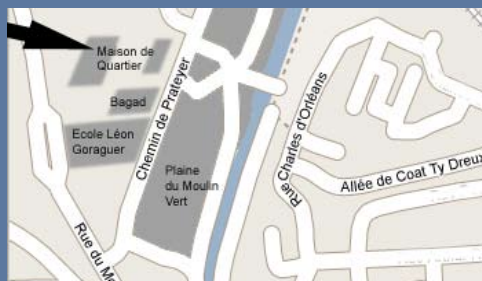 Maison de
Quartier
Bagad
Ecole Léon
Goraguer
Chemin de Prateyer
Plaine
du Moulin
Vert
Rue Charles d'Orléans
Allée de Coat Ty Dreux
Rue du